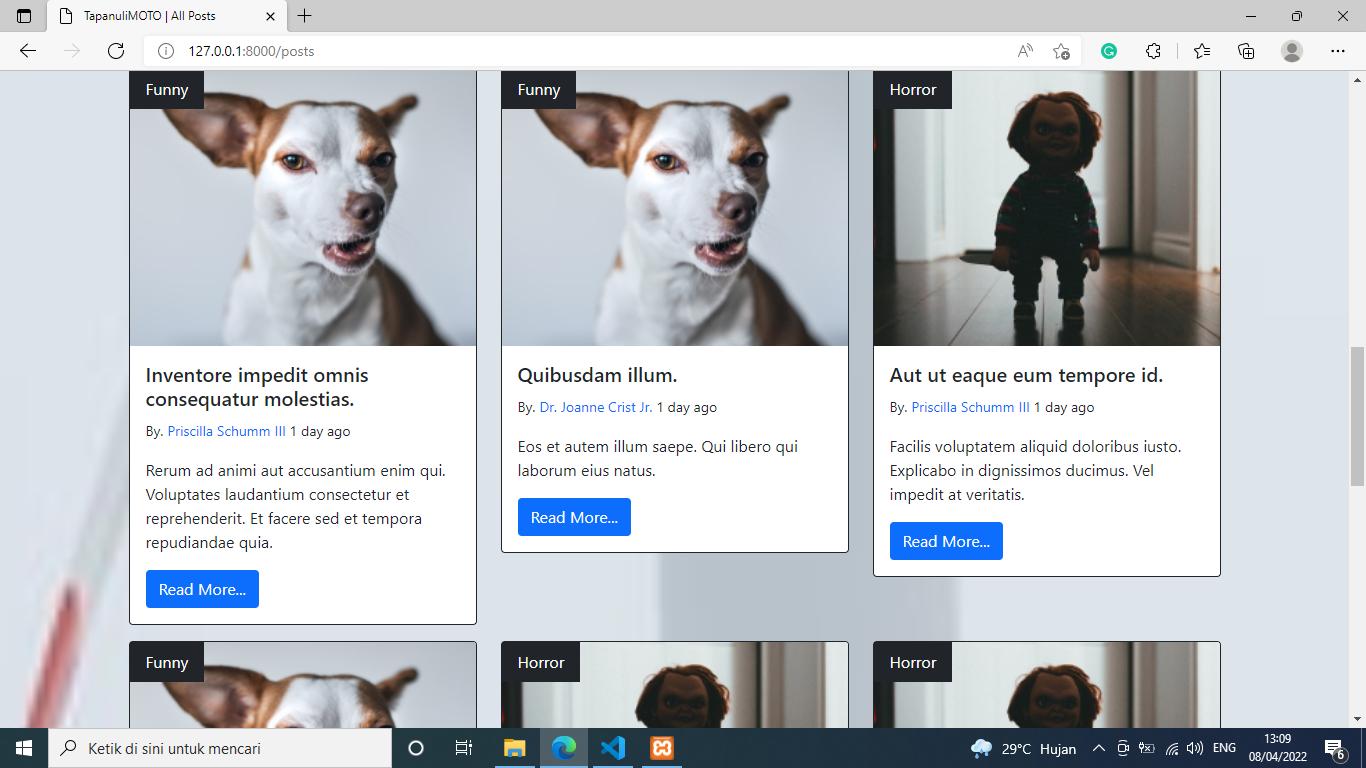 TapanuliMOTO | All Posts
127.0.0.1:8000/posts
Funny
Funny
Horror
Inventore impedit omnis
consequatur molestias.
By. Priscilla Schumm III 1 day ago
Rerum ad animi aut accusantium enim qui.
Voluptates laudantium consectetur et
reprehenderit. Et facere sed et tempora
repudiandae quia.
Read More...
Quibusdam illum.
By. Dr. Joanne Crist Jr. 1 day ago
Eos et autem illum saepe. Qui libero qui
laborum eius natus.
Read More...
Aut ut eaque eum tempore id.
By. Priscilla Schumm III 1 day ago
Facilis voluptatem aliquid doloribus iusto.
Explicabo in dignissimos ducimus. Vel
impedit at veritatis.
Read More...
Funny
Horror
Horror
Ketik di sini untuk mencari
29°C Hujan
ENG
13:09
08/04/2022
6